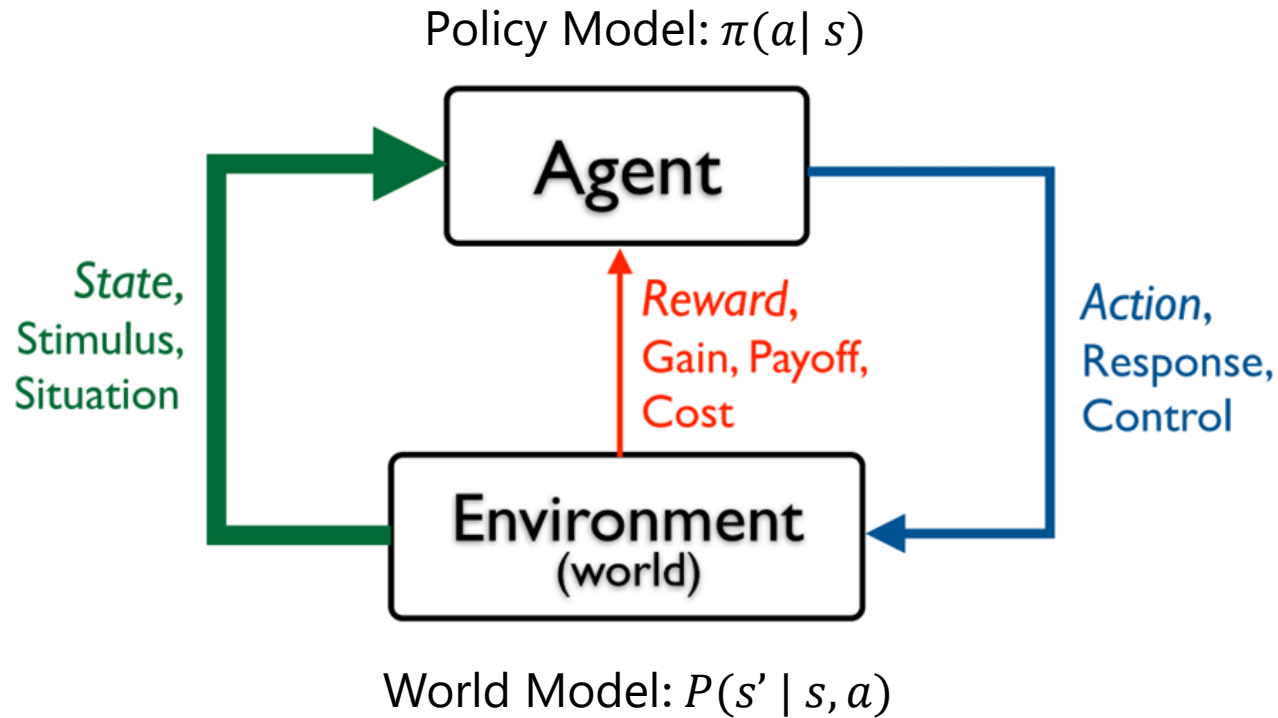 Policy Model: π(a| s)
Agent
State,
Stimulus,
Situation
Reward,
Gain, Payoff,
Cost
Action,
Response,
Control
Environment
(world)
World Model: P(s’ | s, a)